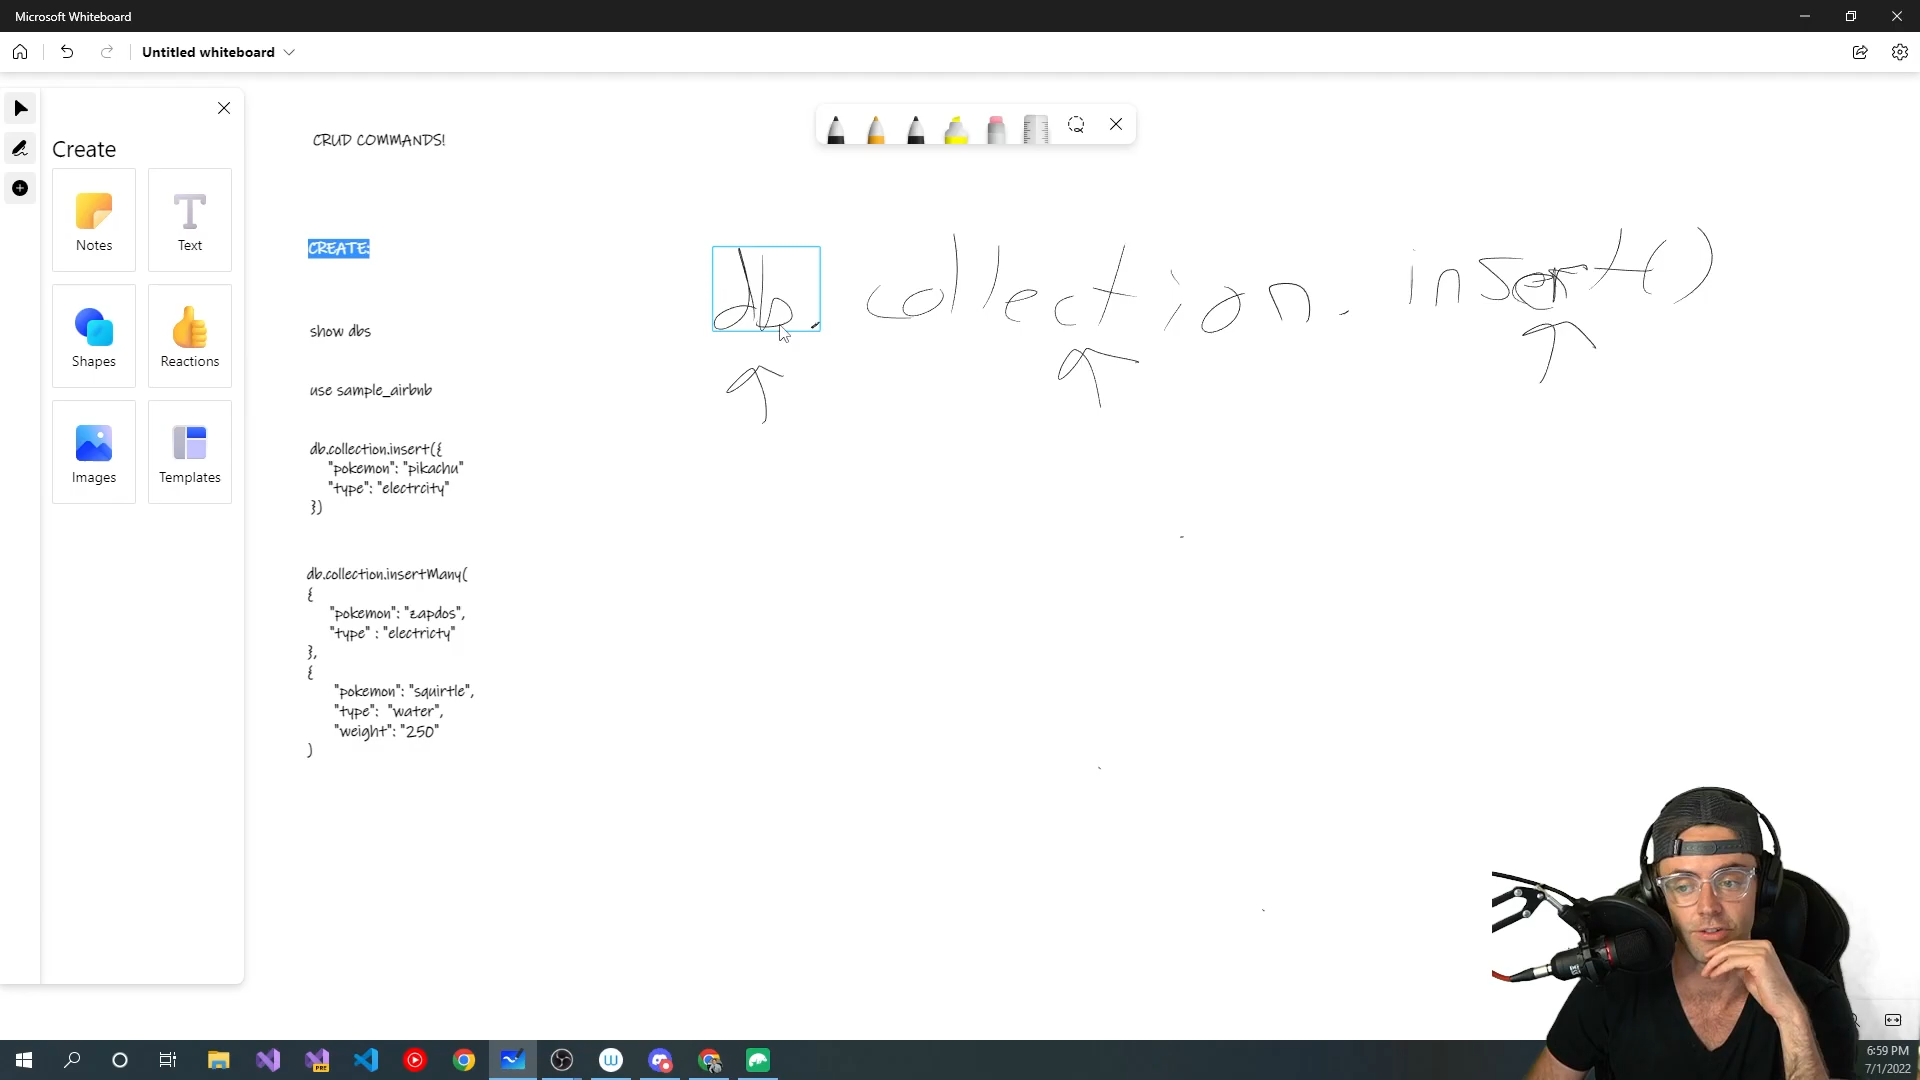 Microsoft Whiteboard
Untitled whiteboard
Create
Notes
Text
Shapes
Reactions
Images
Templates
CRUD COMMANDS!
CREATE:
show dbs
use sample_airbnb
db.collection.insert({
"pokemon": "pikachu"
"type": "electrcity"
})
db.collection.insertMany(
{
"pokemon": "zapdos",
"type" : "electricty"
},
{
"pokemon": "squirtle",
"type": "water",
"weight": "250"
)
db. collection. insert()
PRE
W
6:59 PM
7/1/2022